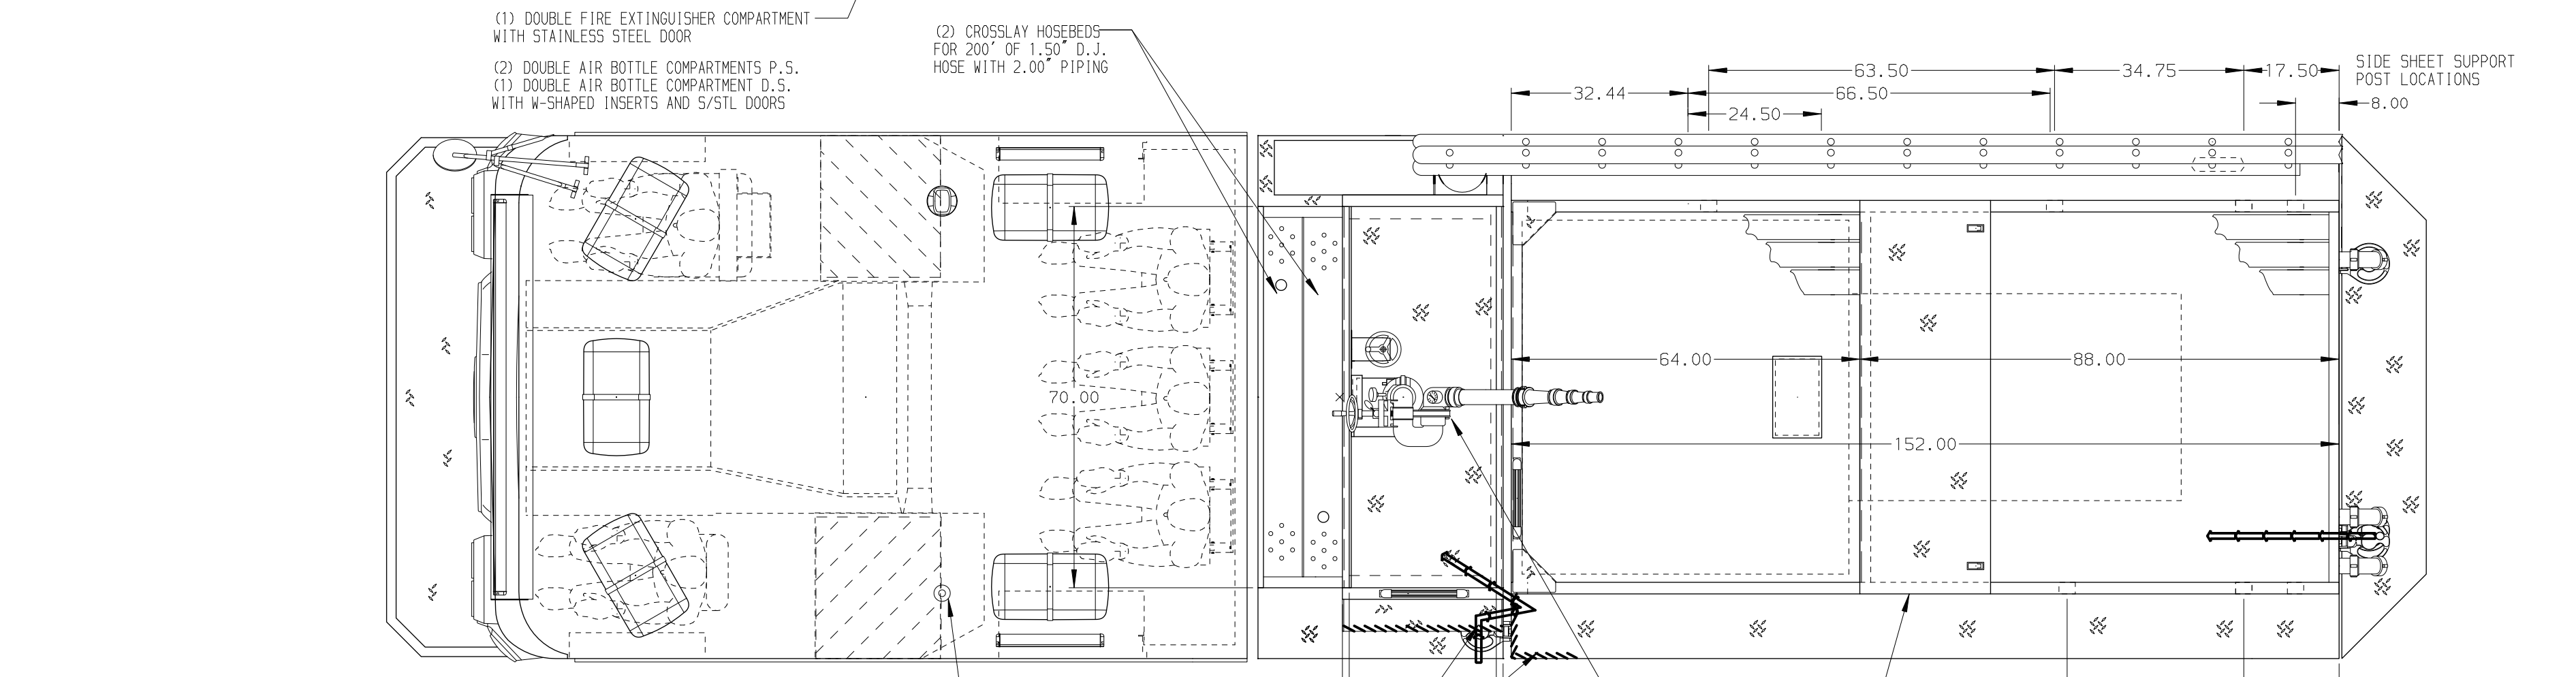 (1) DOUBLE FIRE EXTINGUISHER COMPARTMENT
WITH STAINLESS STEEL DOOR
(2) DOUBLE AIR BOTTLE COMPARTMENTS P.S.
(1) DOUBLE AIR BOTTLE COMPARTMENT D.S.
WITH W-SHAPED INSERTS AND S/STL DOORS
(2) CROSSLAY HOSEBEDS
FOR 200' OF 1.50" D.J.
HOSE WITH 2.00" PIPING
SIDE SHEET SUPPORT
POST LOCATIONS
63.50
34.75
17.50
32.44
66.50
8.00
24.50
64.00
88.00
70.00
152.00